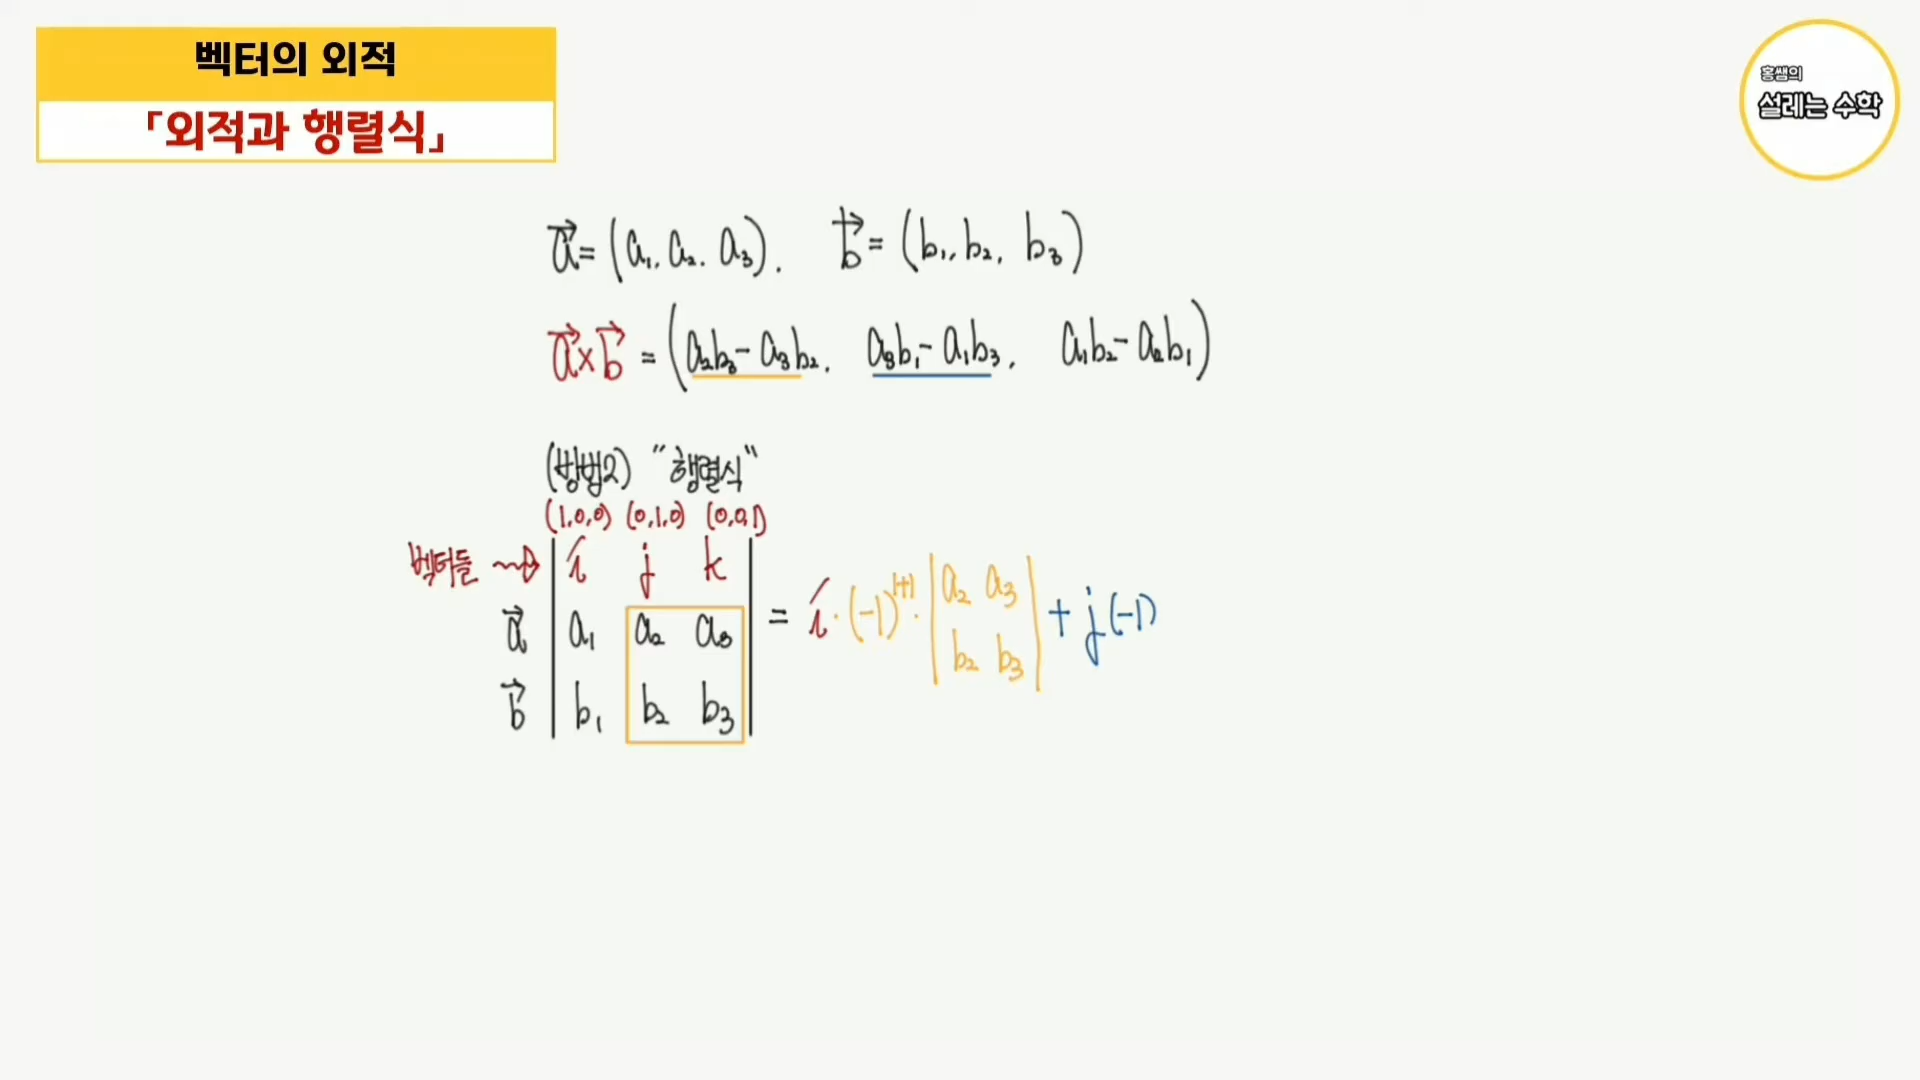 벡터의 외적
「외적과 행렬식」
홍쌤의
설레는 수학
a⃗ = (a₁, a₂, a₃), b⃗ = (b₁, b₂, b₃)
a⃗×b⃗ = (a₂b₃-a₃b₂, a₃b₁-a₁b₃, a₁b₂-a₂b₁)
(방법2) "행렬식"
(1,0,0) (0,1,0) (0,0,1)
벡터들 ⇝ | i j k |
a⃗ | a₁ a₂ a₃ | = i·(-1)¹⁺¹· | a₂ a₃ | + j(-1)
b⃗ | b₁ b₂ b₃ | | b₂ b₃ |